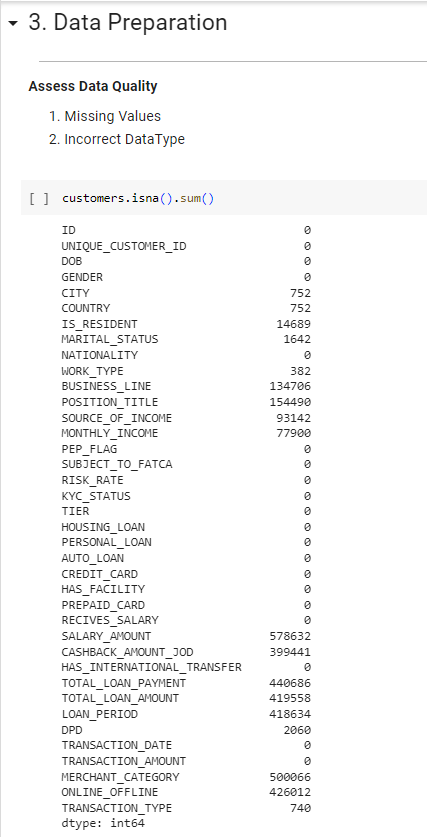 3. Data Preparation
Assess Data Quality
1. Missing Values
2. Incorrect DataType
[ ] customers.isna().sum()
ID 0
UNIQUE_CUSTOMER_ID 0
DOB 0
GENDER 0
CITY 752
COUNTRY 752
IS_RESIDENT 14689
MARITAL_STATUS 1642
NATIONALITY 0
WORK_TYPE 382
BUSINESS_LINE 134706
POSITION_TITLE 154490
SOURCE_OF_INCOME 93142
MONTHLY_INCOME 77900
PEP_FLAG 0
SUBJECT_TO_FATCA 0
RISK_RATE 0
KYC_STATUS 0
TIER 0
HOUSING_LOAN 0
PERSONAL_LOAN 0
AUTO_LOAN 0
CREDIT_CARD 0
HAS_FACILITY 0
PREPAID_CARD 0
RECIVES_SALARY 0
SALARY_AMOUNT 578632
CASHBACK_AMOUNT_JOD 399441
HAS_INTERNATIONAL_TRANSFER 0
TOTAL_LOAN_PAYMENT 440686
TOTAL_LOAN_AMOUNT 419558
LOAN_PERIOD 418634
DPD 2060
TRANSACTION_DATE 0
TRANSACTION_AMOUNT 0
MERCHANT_CATEGORY 500066
ONLINE_OFFLINE 426012
TRANSACTION_TYPE 740
dtype: int64